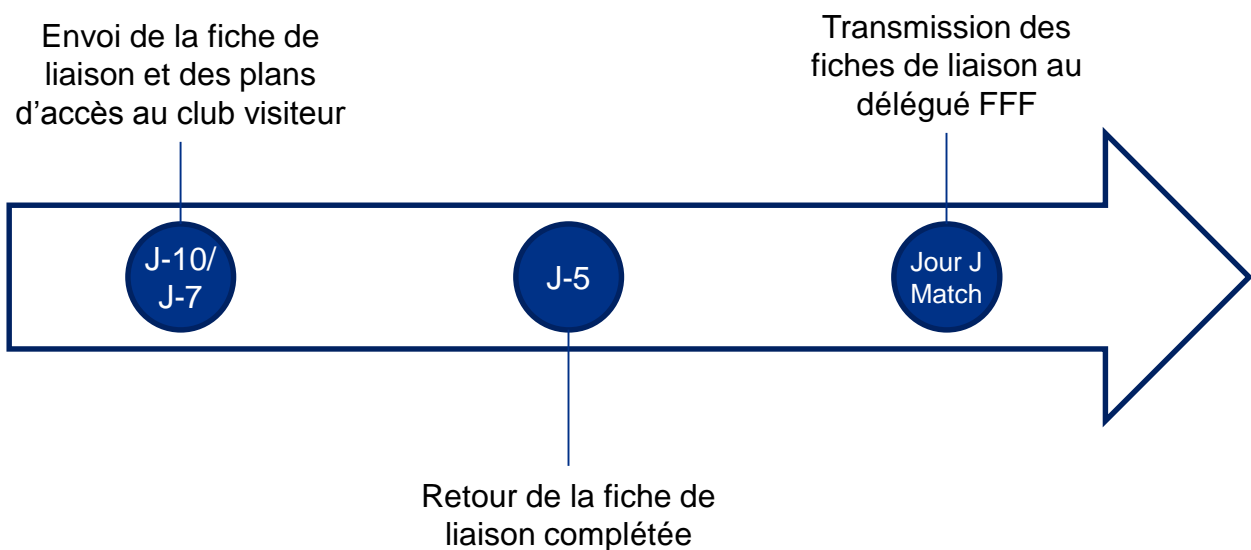 Envoi de la fiche de
liaison et des plans
d’accès au club visiteur
Transmission des
fiches de liaison au
délégué FFF
J-10/
J-7
J-5
Jour J
Match
Retour de la fiche de
liaison complétée